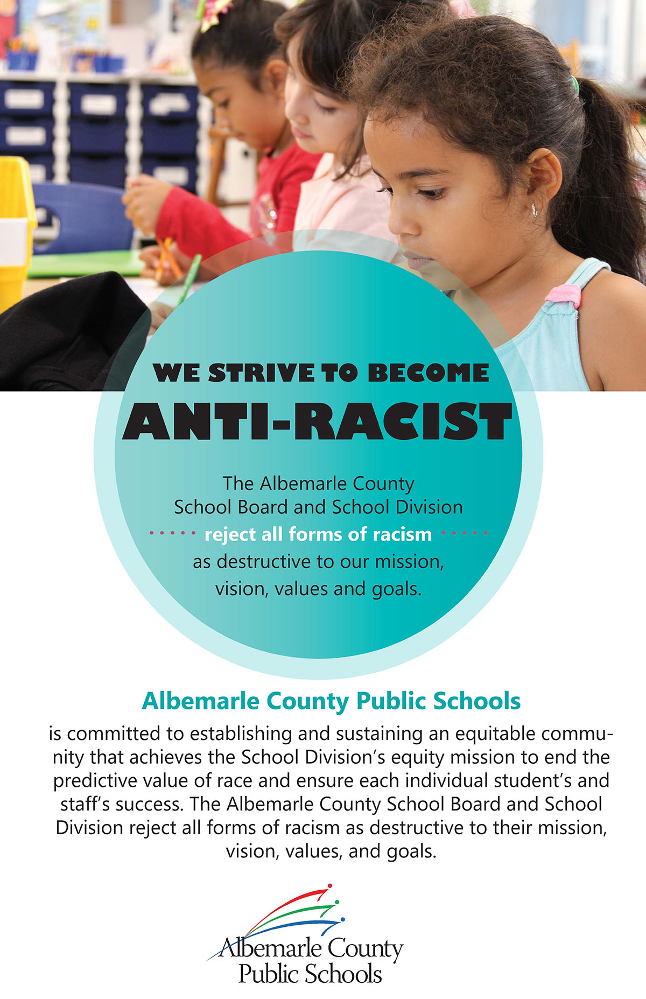 WE STRIVE TO BECOME
ANTI-RACIST
The Albemarle County
School Board and School Division
reject all forms of racism
as destructive to our mission,
vision, values and goals.
Albemarle County Public Schools
is committed to establishing and sustaining an equitable commu-
nity that achieves the School Division's equity mission to end the
predictive value of race and ensure each individual student's and
staff's success. The Albemarle County School Board and School
Division reject all forms of racism as destructive to their mission,
vision, values, and goals.
Albemarle County
Public Schools